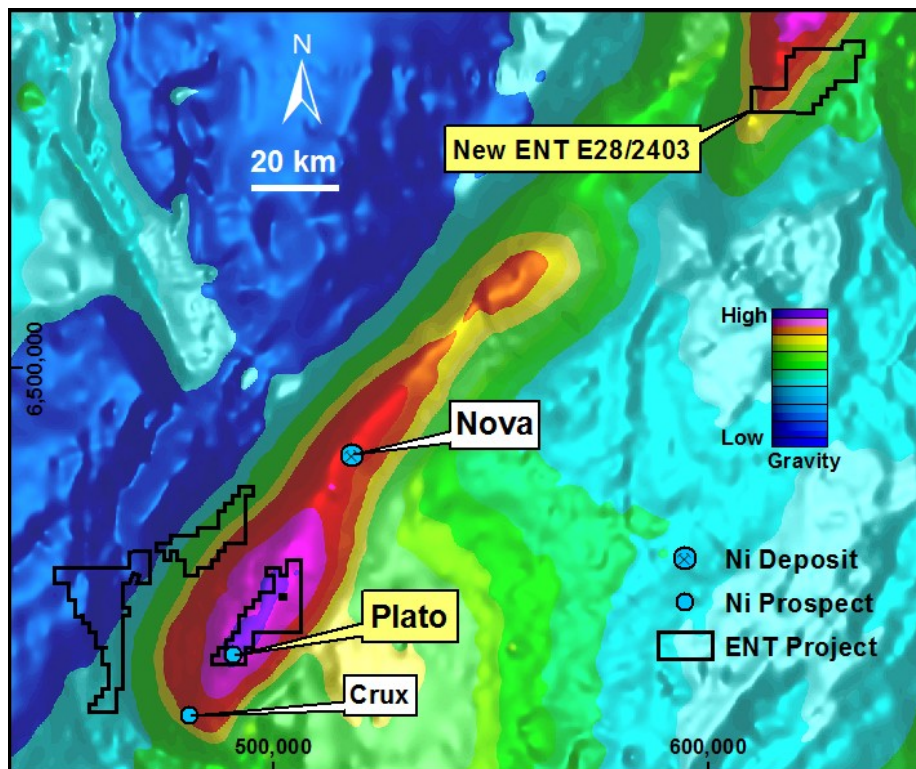 N
20 km
New ENT E28/2403
High
Low
Gravity
6,500,000
Nova
Ni Deposit
Ni Prospect
ENT Project
Plato
Crux
500,000
600,000